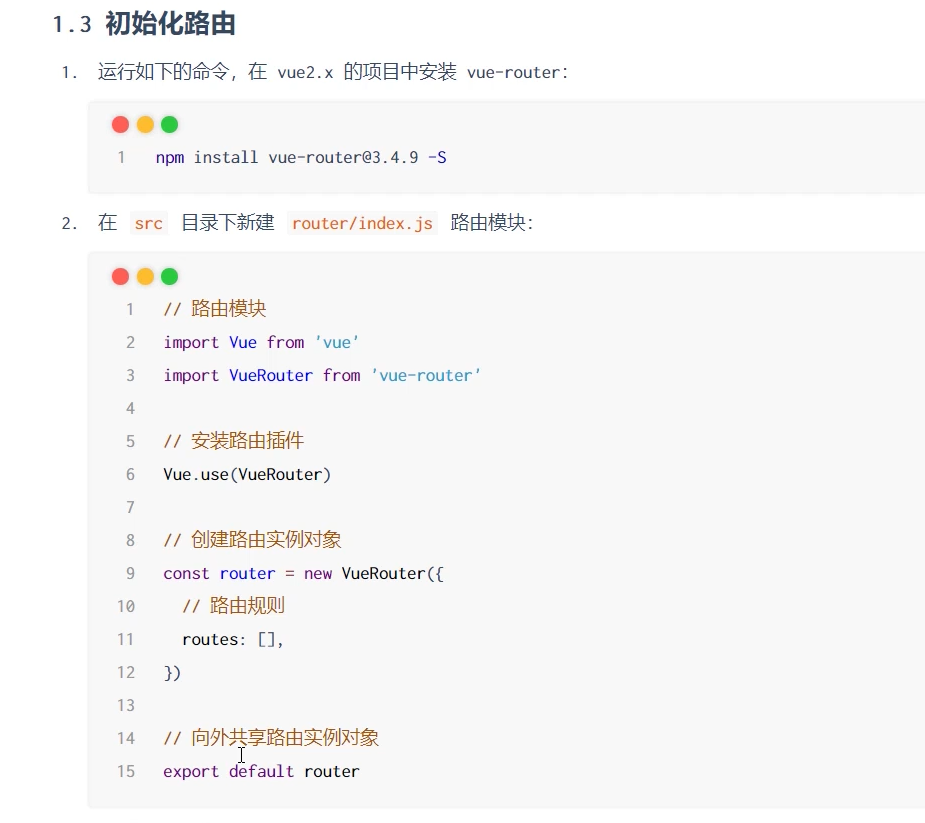 1.3 初始化路由
1. 运行如下的命令，在 vue2.x 的项目中安装 vue-router：
1 npm install vue-router@3.4.9 -S
2. 在 src 目录下新建 router/index.js 路由模块：
1 // 路由模块
2 import Vue from 'vue'
3 import VueRouter from 'vue-router'
4
5 // 安装路由插件
6 Vue.use(VueRouter)
7
8 // 创建路由实例对象
9 const router = new VueRouter({
10 // 路由规则
11 routes: [],
12 })
13
14 // 向外共享路由实例对象
15 export default router